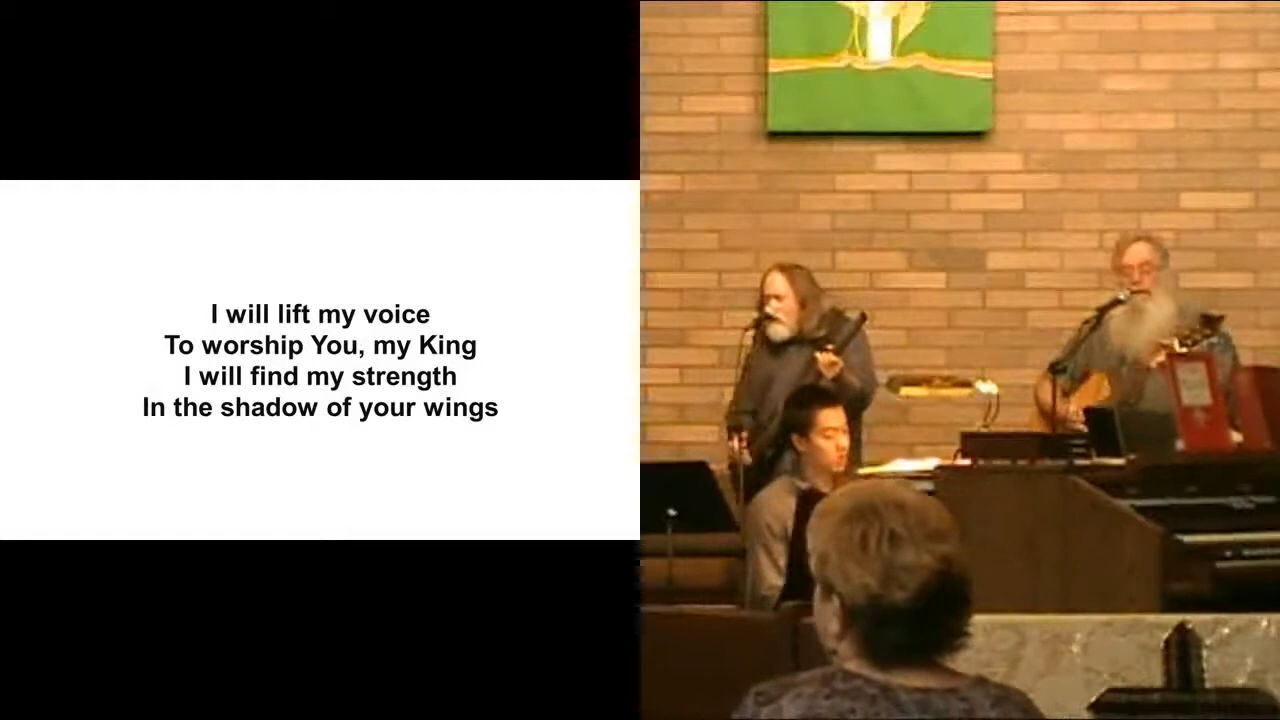 I will lift my voice
To worship You, my King
I will find my strength
In the shadow of your wings